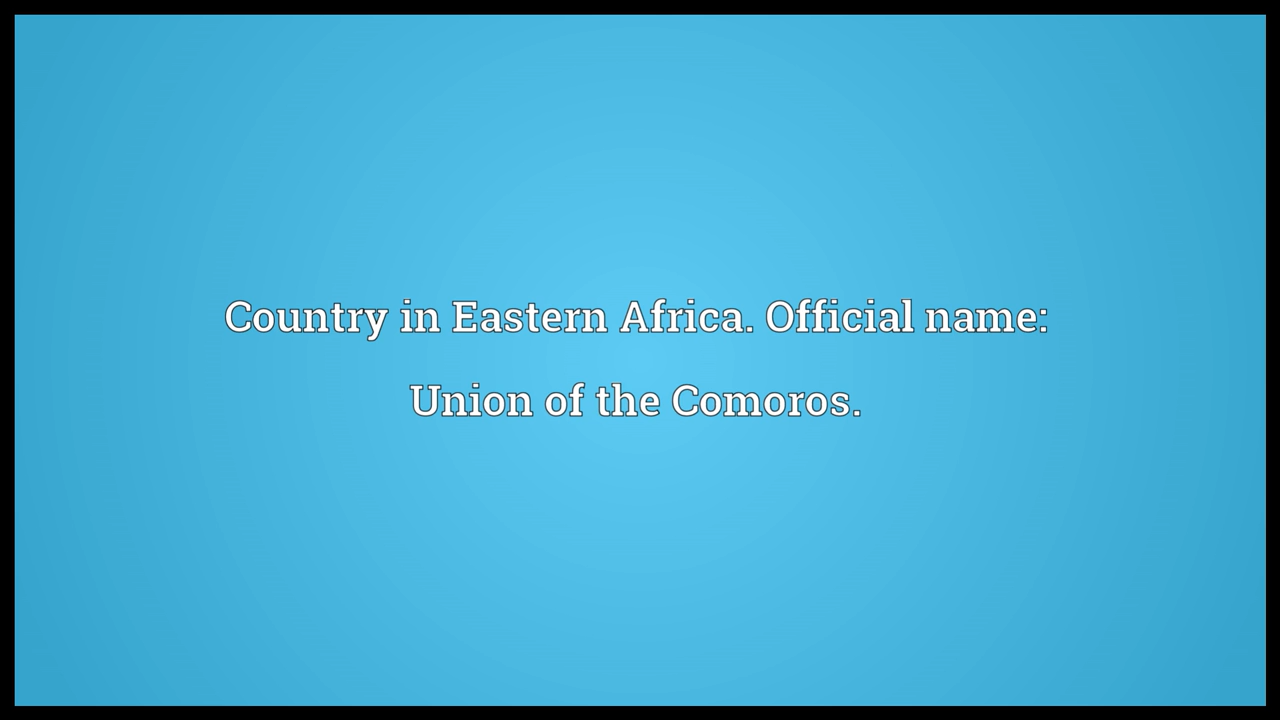 Country in Eastern Africa. Official name:
Union of the Comoros.